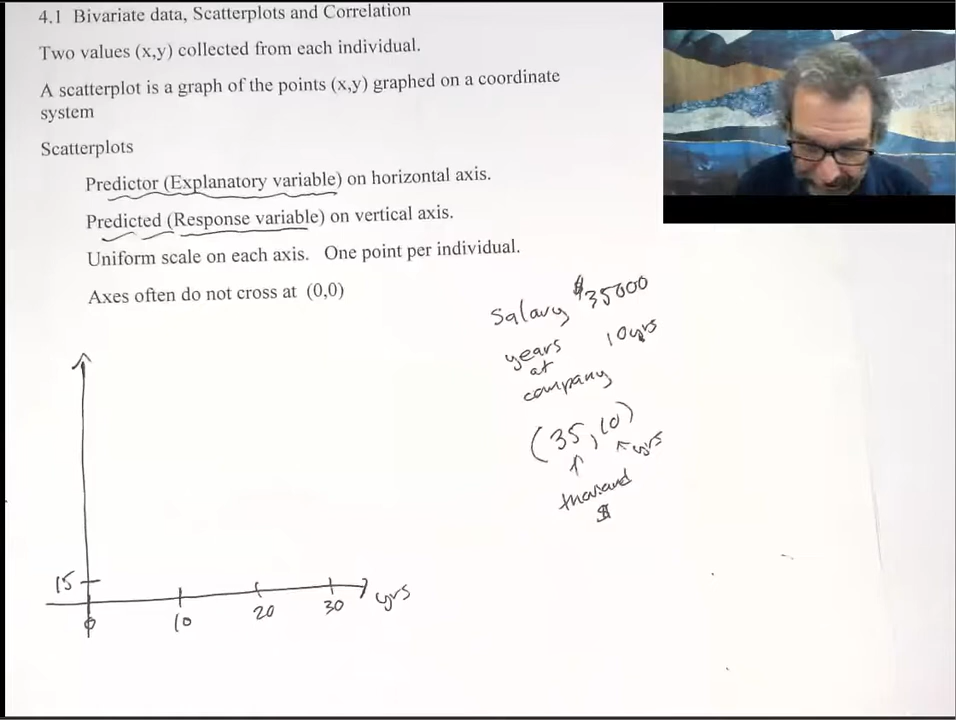 4.1 Bivariate data, Scatterplots and Correlation
Two values (x,y) collected from each individual.
A scatterplot is a graph of the points (x,y) graphed on a coordinate
system
Scatterplots
Predictor (Explanatory variable) on horizontal axis.
Predicted (Response variable) on vertical axis.
Uniform scale on each axis. One point per individual.
Axes often do not cross at (0,0)
Salary $35000
years 10yrs
at
company
(35,10)
yrs
thousand
$
15
yrs
0 10 20 30